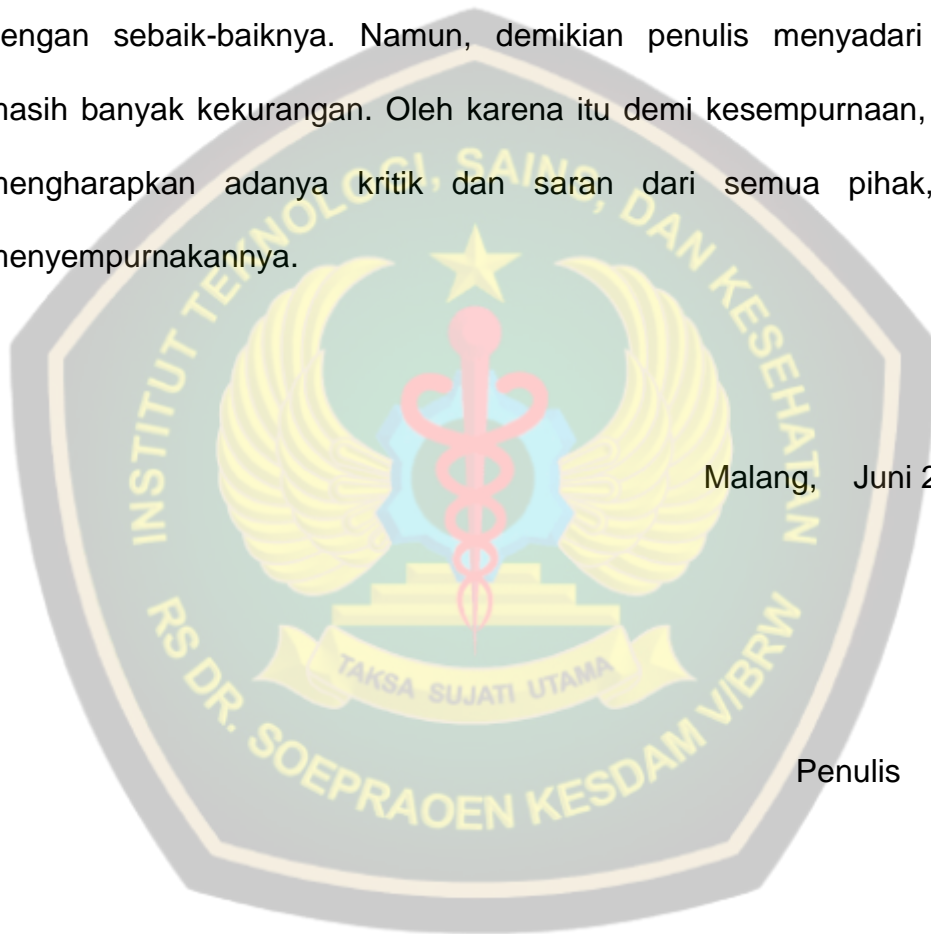 engan sebaik-baiknya. Namun, demikian penulis menyadari
masih banyak kekurangan. Oleh karena itu demi kesempurnaan,
mengharapkan adanya kritik dan saran dari semua pihak,
menyempurnakannya.
INSTITUT TEKNOLOGI, SAINS, DAN KESEHATAN
Malang, Juni 2
TAKSA SUJATI UTAMA
RS DR. SOEPRAOEN KESDAM V/BRW
Penulis